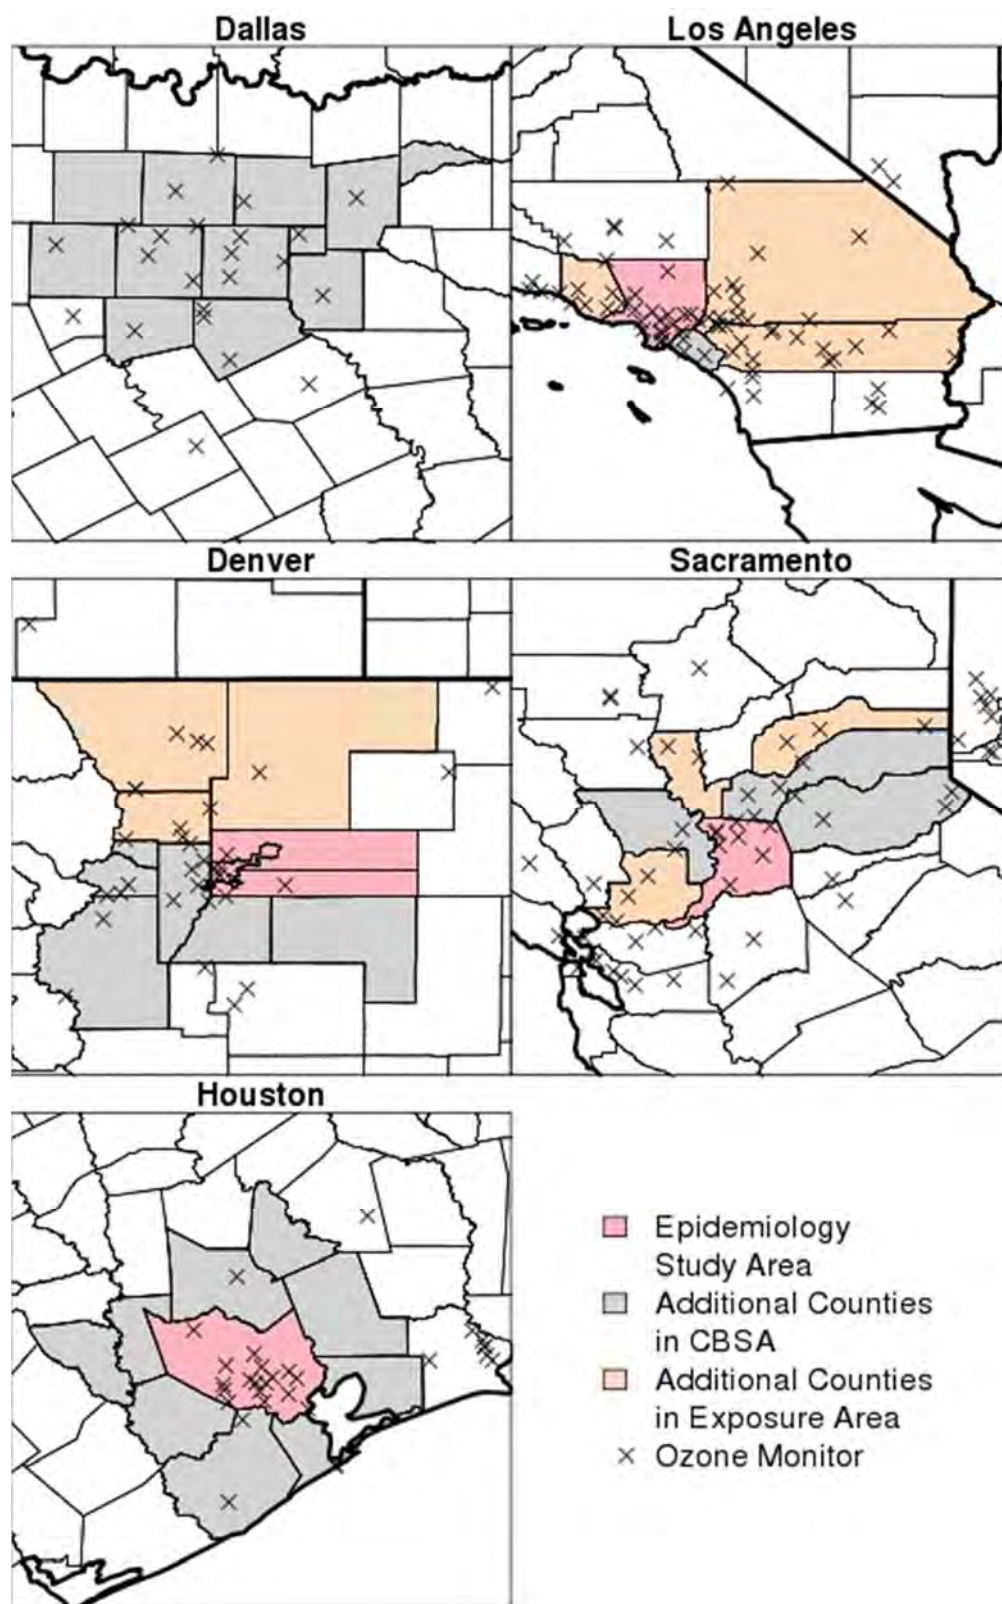 Dallas
Los Angeles
Denver
Sacramento
Houston
Epidemiology
Study Area
Additional Counties
in CBSA
Additional Counties
in Exposure Area
Ozone Monitor